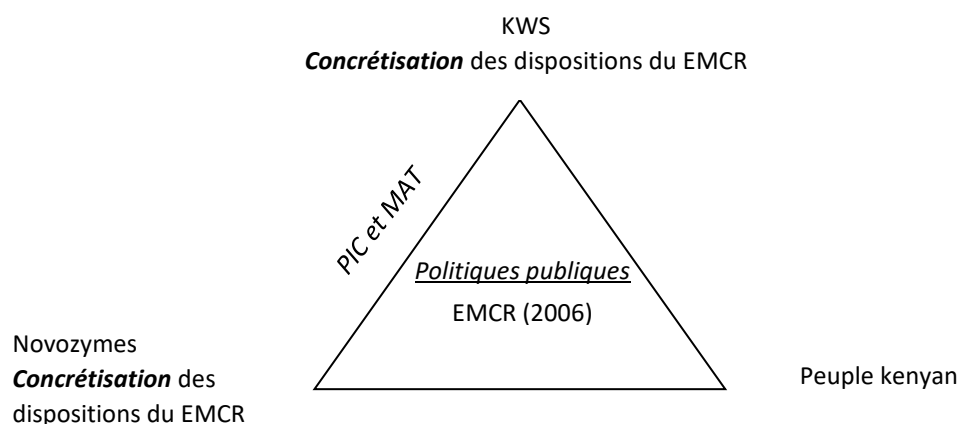 KWS
Concrétisation des dispositions du EMCR
PIC et MAT
Politiques publiques
EMCR (2006)
Novozymes
Concrétisation des
dispositions du EMCR
Peuple kenyan